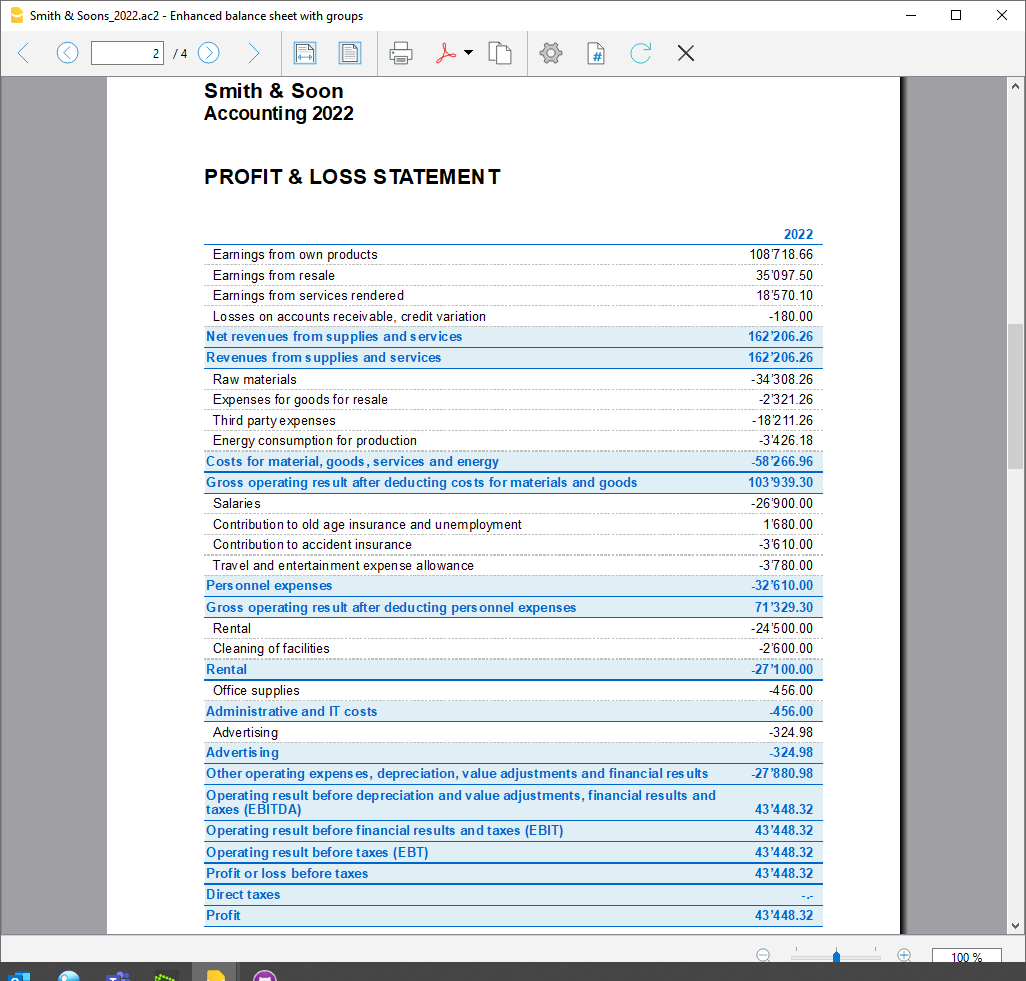 Smith & Soons_2022.ac2 - Enhanced balance sheet with groups
2 / 4
#
Smith & Soon
Accounting 2022
PROFIT & LOSS STATEMENT
2022
Earnings from own products 108'718.66
Earnings from resale 35'097.50
Earnings from services rendered 18'570.10
Losses on accounts receivable, credit variation -180.00
Net revenues from supplies and services 162'206.26
Revenues from supplies and services 162'206.26
Raw materials -34'308.26
Expenses for goods for resale -2'321.26
Third party expenses -18'211.26
Energy consumption for production -3'426.18
Costs for material, goods, services and energy -58'266.96
Gross operating result after deducting costs for materials and goods 103'939.30
Salaries -26'900.00
Contribution to old age insurance and unemployment 1'680.00
Contribution to accident insurance -3'610.00
Travel and entertainment expense allowance -3'780.00
Personnel expenses -32'610.00
Gross operating result after deducting personnel expenses 71'329.30
Rental -24'500.00
Cleaning of facilities -2'600.00
Rental -27'100.00
Office supplies -456.00
Administrative and IT costs -456.00
Advertising -324.98
Advertising -324.98
Other operating expenses, depreciation, value adjustments and financial results -27'880.98
Operating result before depreciation and value adjustments, financial results and
taxes (EBITDA) 43'448.32
Operating result before financial results and taxes (EBIT) 43'448.32
Operating result before taxes (EBT) 43'448.32
Profit or loss before taxes 43'448.32
Direct taxes -.-
Profit 43'448.32
100 %